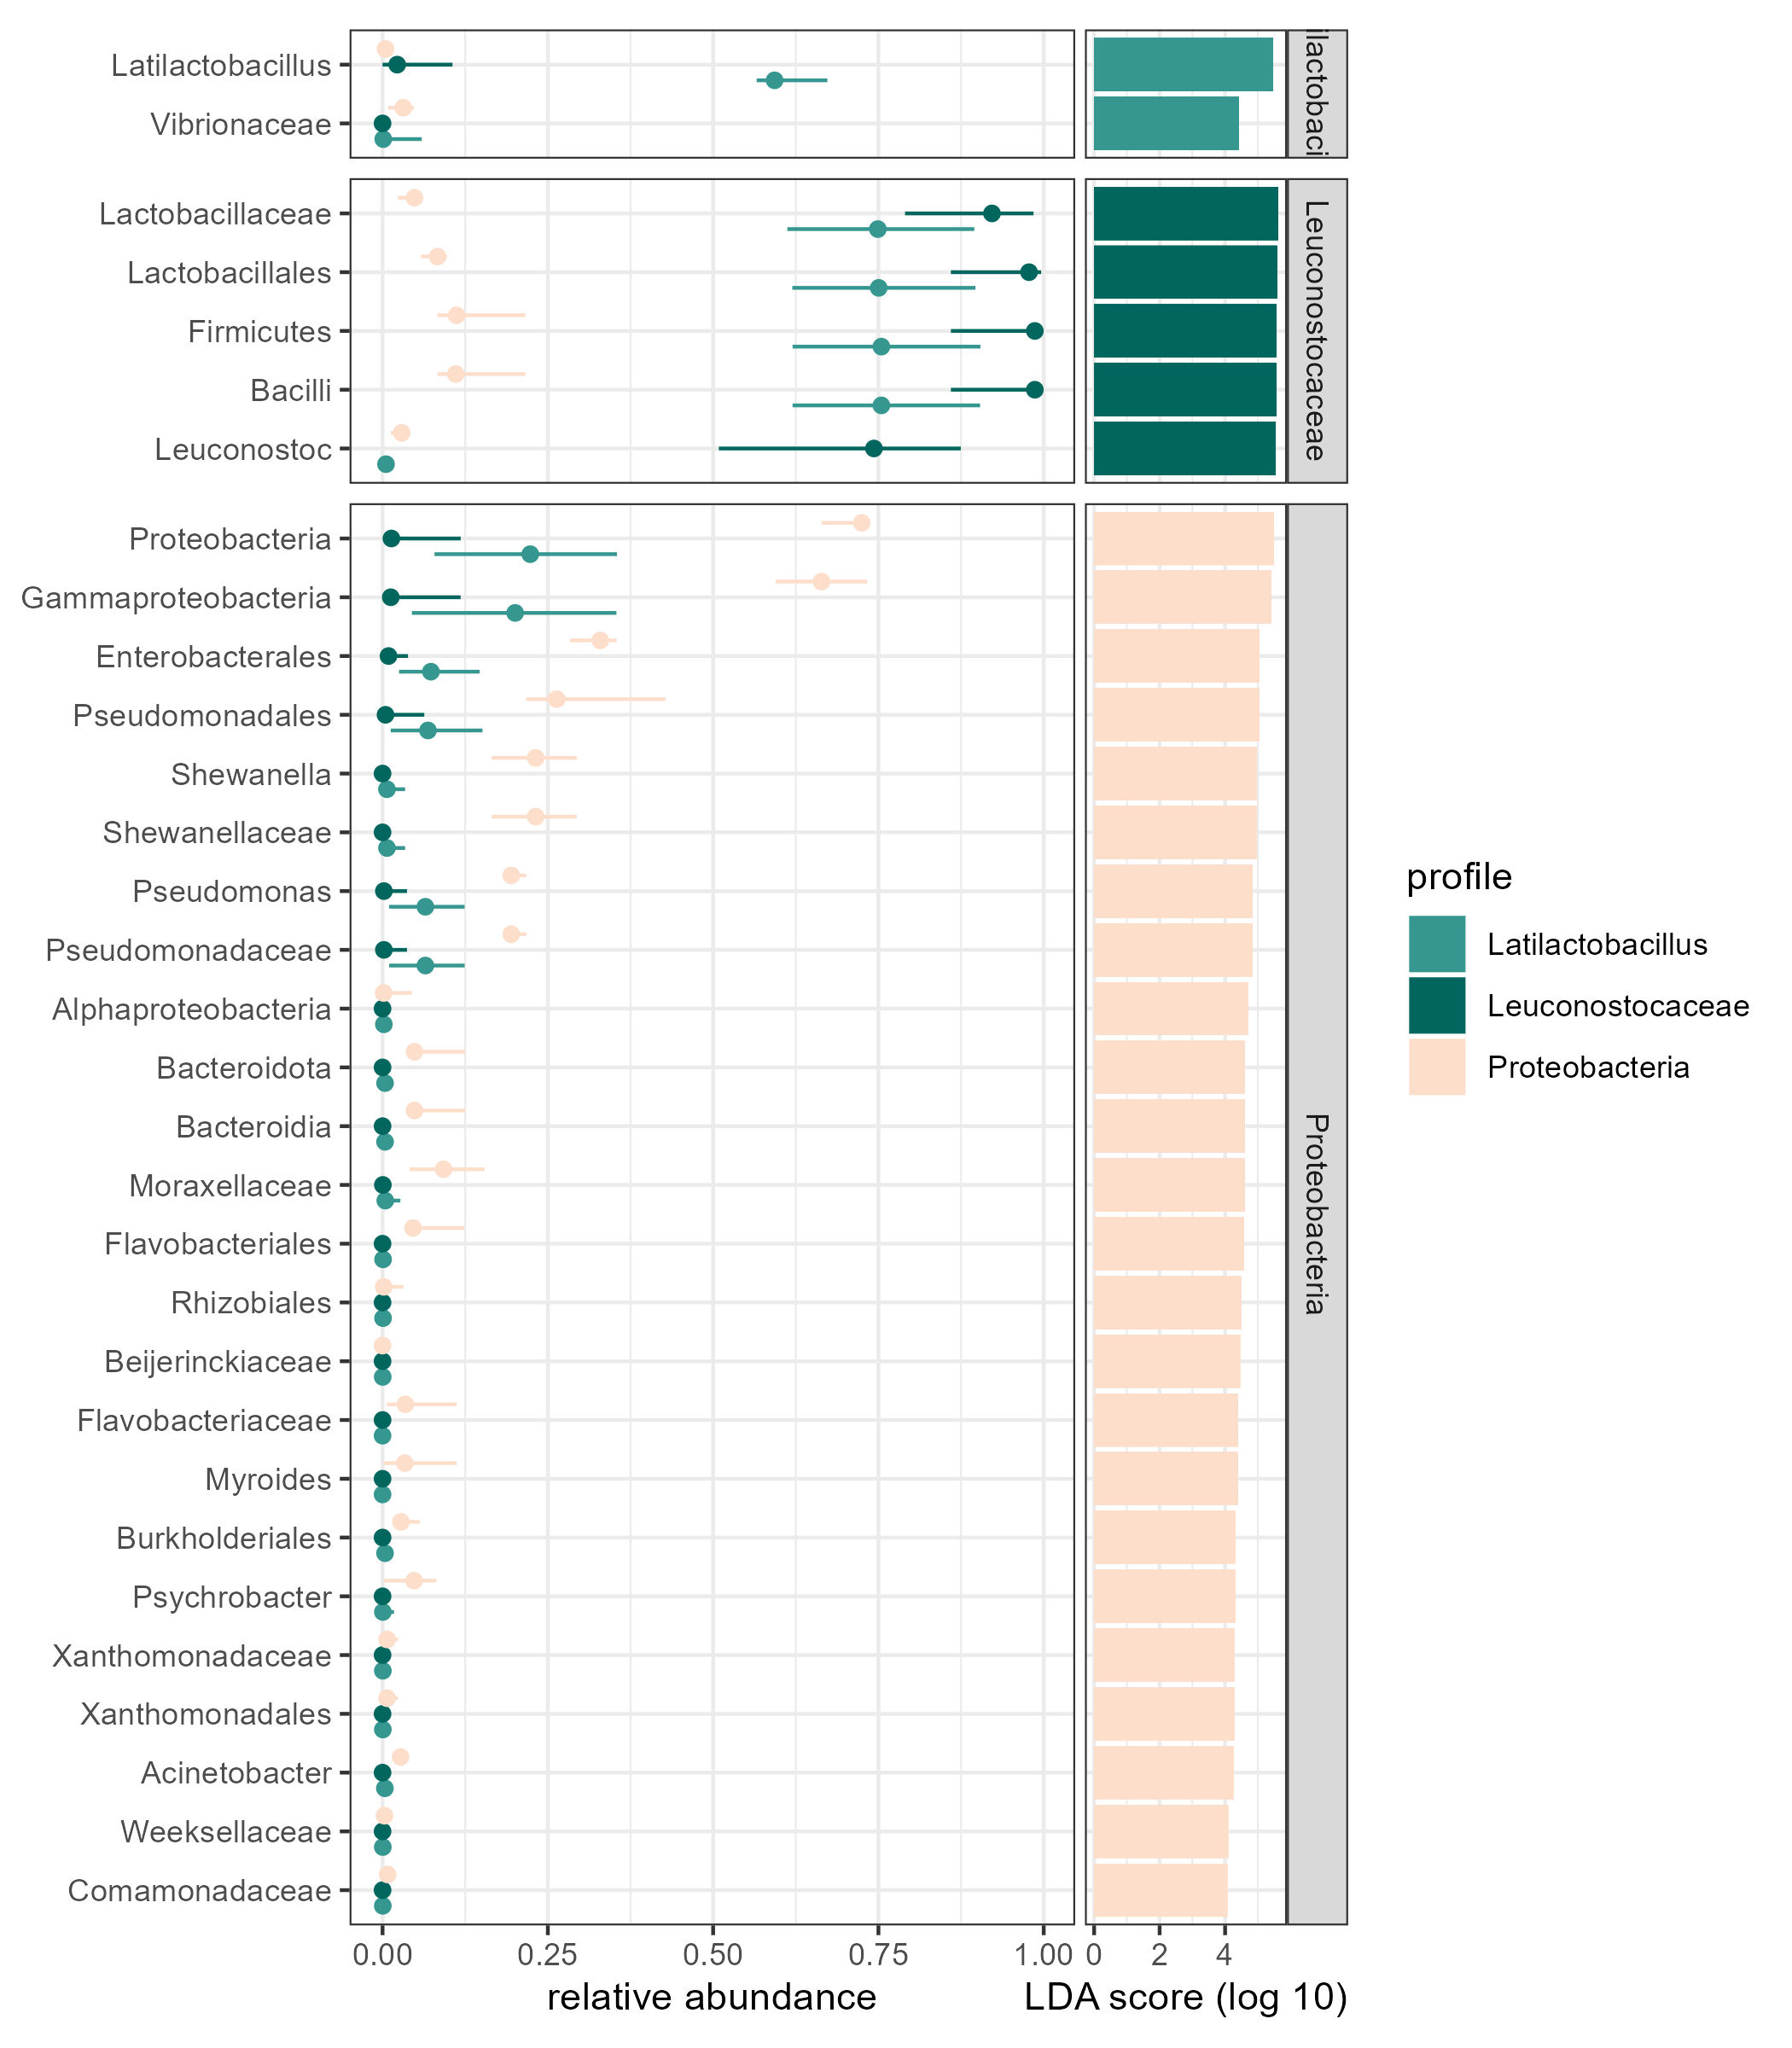 Latilactobacillus
Vibrionaceae
ilactobaci
Lactobacillaceae
Lactobacillales
Firmicutes
Bacilli
Leuconostoc
Leuconostocaceae
Proteobacteria
Gammaproteobacteria
Enterobacterales
Pseudomonadales
Shewanella
Shewanellaceae
Pseudomonas
Pseudomonadaceae
Alphaproteobacteria
Bacteroidota
Bacteroidia
Moraxellaceae
Flavobacteriales
Rhizobiales
Beijerinckiaceae
Flavobacteriaceae
Myroides
Burkholderiales
Psychrobacter
Xanthomonadaceae
Xanthomonadales
Acinetobacter
Weeksellaceae
Comamonadaceae
Proteobacteria
0.00 0.25 0.50 0.75 1.00 0 2 4
relative abundance LDA score (log 10)
profile
Latilactobacillus
Leuconostocaceae
Proteobacteria